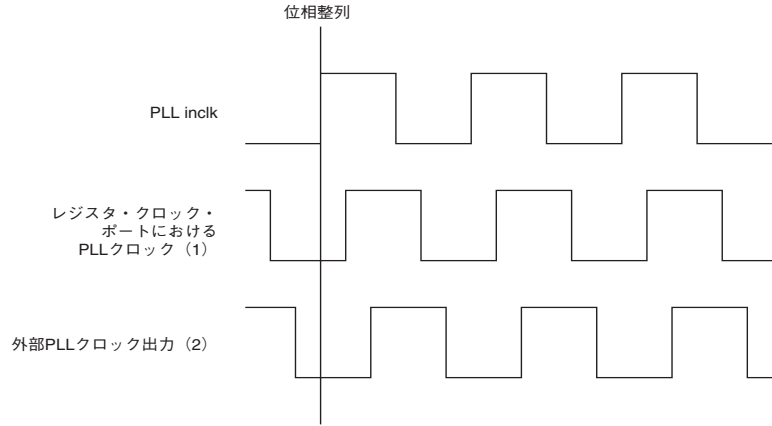 位相整列
PLL inclk
レジスタ・クロック・
ポートにおける
PLLクロック（1）
外部PLLクロック出力（2）